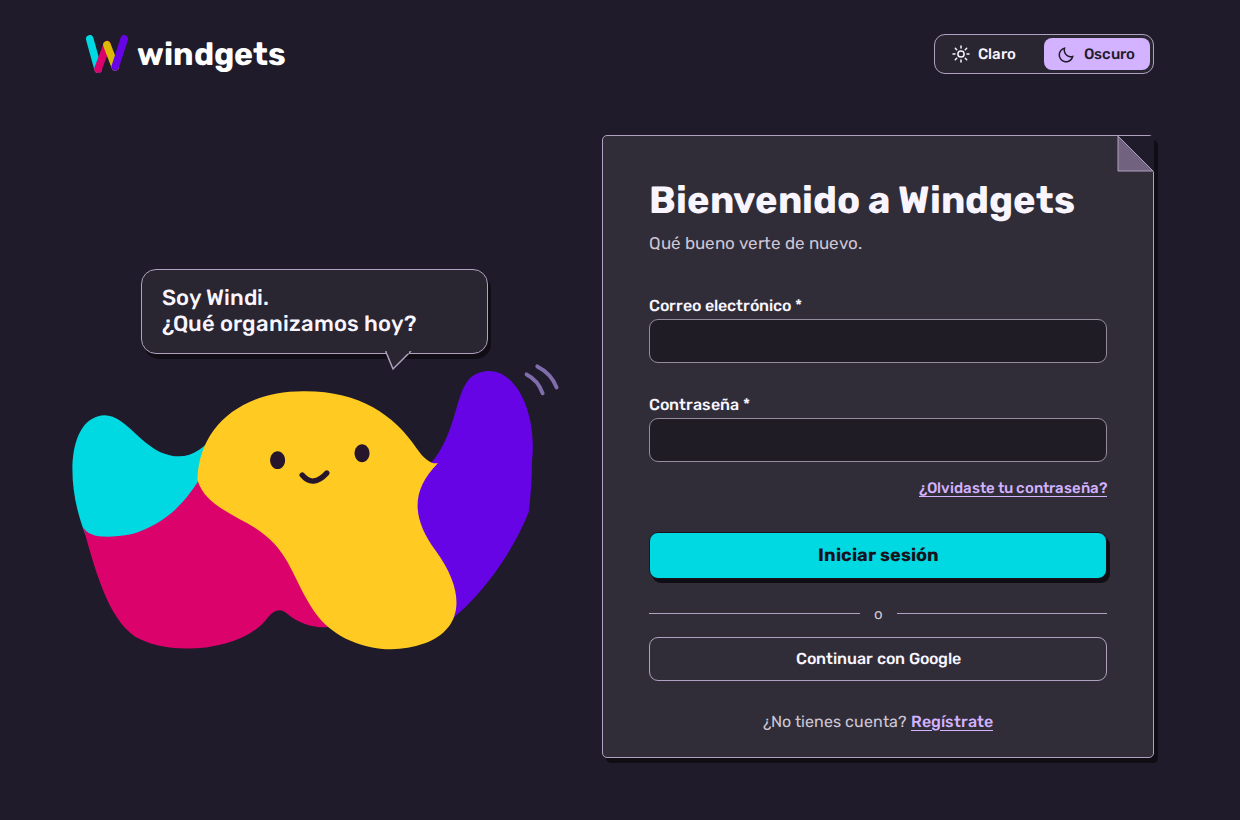 windgets
Claro
Oscuro
Bienvenido a Windgets
Qué bueno verte de nuevo.
Soy Windi.
¿Qué organizamos hoy?
Correo electrónico *
Contraseña *
¿Olvidaste tu contraseña?
Iniciar sesión
o
Continuar con Google
¿No tienes cuenta? Regístrate